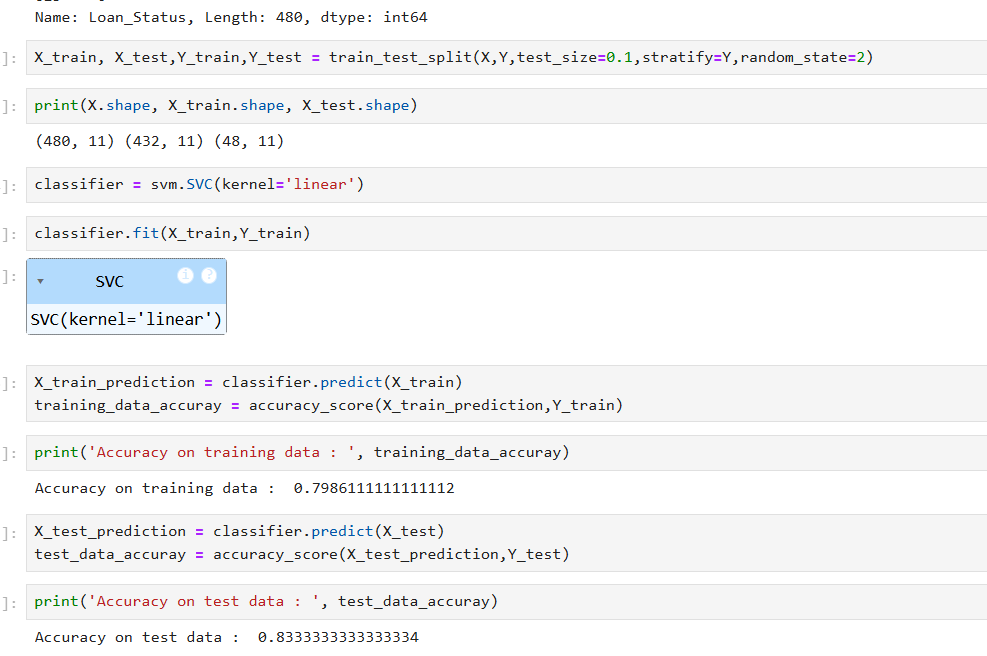 Name: Loan_Status, Length: 480, dtype: int64
]: X_train, X_test,Y_train,Y_test = train_test_split(X,Y,test_size=0.1,stratify=Y,random_state=2)
]: print(X.shape, X_train.shape, X_test.shape)
(480, 11) (432, 11) (48, 11)
]: classifier = svm.SVC(kernel='linear')
]: classifier.fit(X_train,Y_train)
]: ▾ SVC i ?
SVC(kernel='linear')
]: X_train_prediction = classifier.predict(X_train)
training_data_accuray = accuracy_score(X_train_prediction,Y_train)
]: print('Accuracy on training data : ', training_data_accuray)
Accuracy on training data :  0.7986111111111112
]: X_test_prediction = classifier.predict(X_test)
test_data_accuray = accuracy_score(X_test_prediction,Y_test)
]: print('Accuracy on test data : ', test_data_accuray)
Accuracy on test data :  0.8333333333333334